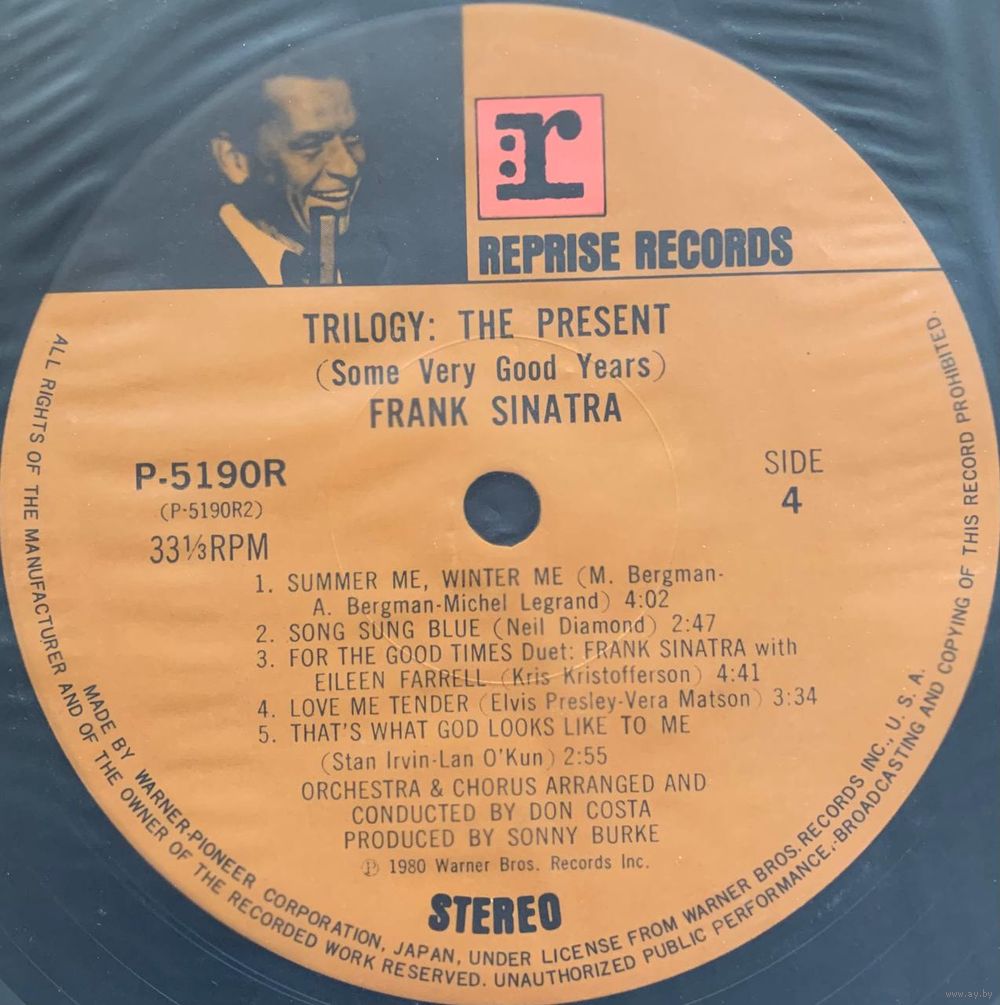 :r
REPRISE RECORDS
TRILOGY: THE PRESENT
(Some Very Good Years)
FRANK SINATRA
P-5190R
(P-5190R2)
33⅓RPM
SIDE
4
1. SUMMER ME, WINTER ME (M. Bergman-
A. Bergman-Michel Legrand) 4:02
2. SONG SUNG BLUE (Neil Diamond) 2:47
3. FOR THE GOOD TIMES Duet: FRANK SINATRA with
EILEEN FARRELL (Kris Kristofferson) 4:41
4. LOVE ME TENDER (Elvis Presley-Vera Matson) 3:34
5. THAT'S WHAT GOD LOOKS LIKE TO ME
(Stan Irvin-Lan O'Kun) 2:55
ORCHESTRA & CHORUS ARRANGED AND
CONDUCTED BY DON COSTA
PRODUCED BY SONNY BURKE
Ⓟ 1980 Warner Bros. Records Inc.
STEREO
MADE BY WARNER-PIONEER CORPORATION, JAPAN, UNDER LICENSE FROM WARNER BROS. RECORDS INC., U. S. A.
ALL RIGHTS OF THE MANUFACTURER AND OF THE OWNER OF THE RECORDED WORK RESERVED. UNAUTHORIZED PUBLIC PERFORMANCE,-BROADCASTING AND COPYING OF THIS RECORD PROHIBITED.
www.ay.by